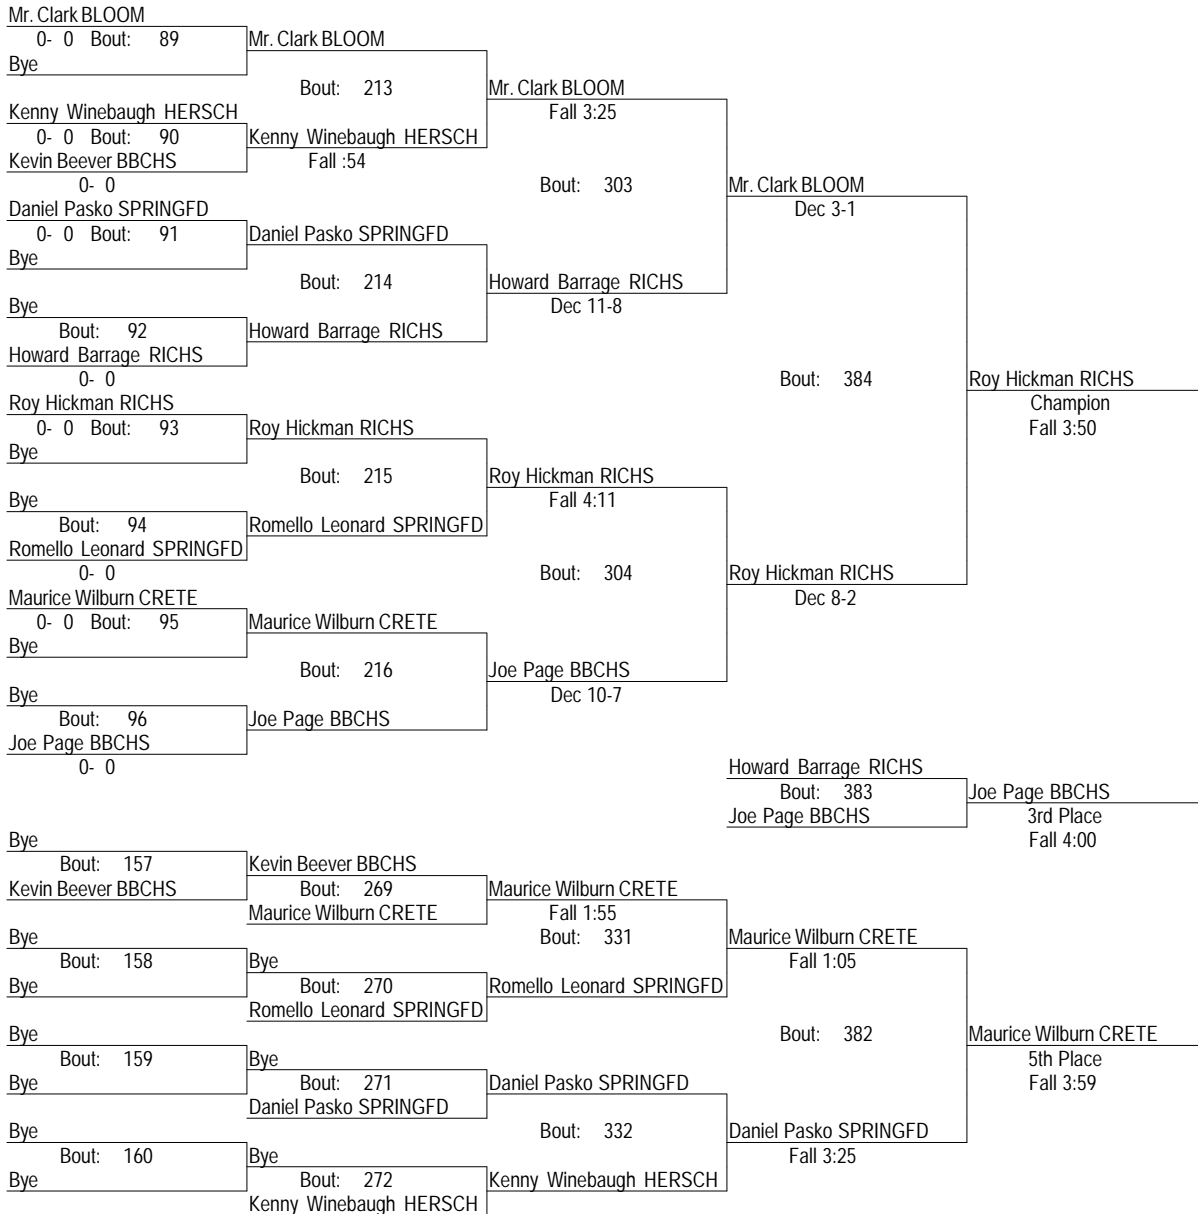 Mr. Clark BLOOM
0- 0 Bout: 89 Mr. Clark BLOOM
Bye
Bout: 213 Mr. Clark BLOOM
Kenny Winebaugh HERSCH Fall 3:25
0- 0 Bout: 90 Kenny Winebaugh HERSCH
Kevin Beever BBCHS Fall :54
0- 0 Bout: 303 Mr. Clark BLOOM
Daniel Pasko SPRINGFD Dec 3-1
0- 0 Bout: 91 Daniel Pasko SPRINGFD
Bye
Bout: 214 Howard Barrage RICHS
Bye Dec 11-8
Bout: 92 Howard Barrage RICHS
Howard Barrage RICHS
0- 0 Bout: 384 Roy Hickman RICHS
Roy Hickman RICHS Champion
0- 0 Bout: 93 Roy Hickman RICHS Fall 3:50
Bye
Bout: 215 Roy Hickman RICHS
Bye Fall 4:11
Bout: 94 Romello Leonard SPRINGFD
Romello Leonard SPRINGFD
0- 0 Bout: 304 Roy Hickman RICHS
Maurice Wilburn CRETE Dec 8-2
0- 0 Bout: 95 Maurice Wilburn CRETE
Bye
Bout: 216 Joe Page BBCHS
Bye Dec 10-7
Bout: 96 Joe Page BBCHS
Joe Page BBCHS
0- 0 Howard Barrage RICHS
Bout: 383 Joe Page BBCHS
Joe Page BBCHS 3rd Place
Bye Fall 4:00
Bout: 157 Kevin Beever BBCHS
Kevin Beever BBCHS Bout: 269 Maurice Wilburn CRETE
Maurice Wilburn CRETE Fall 1:55
Bye Bout: 331 Maurice Wilburn CRETE
Bout: 158 Bye Fall 1:05
Bye Bout: 270 Romello Leonard SPRINGFD
Romello Leonard SPRINGFD
Bye Bout: 382 Maurice Wilburn CRETE
Bout: 159 Bye 5th Place
Bye Bout: 271 Daniel Pasko SPRINGFD Fall 3:59
Daniel Pasko SPRINGFD
Bye Bout: 332 Daniel Pasko SPRINGFD
Bout: 160 Bye Fall 3:25
Bye Bout: 272 Kenny Winebaugh HERSCH
Kenny Winebaugh HERSCH